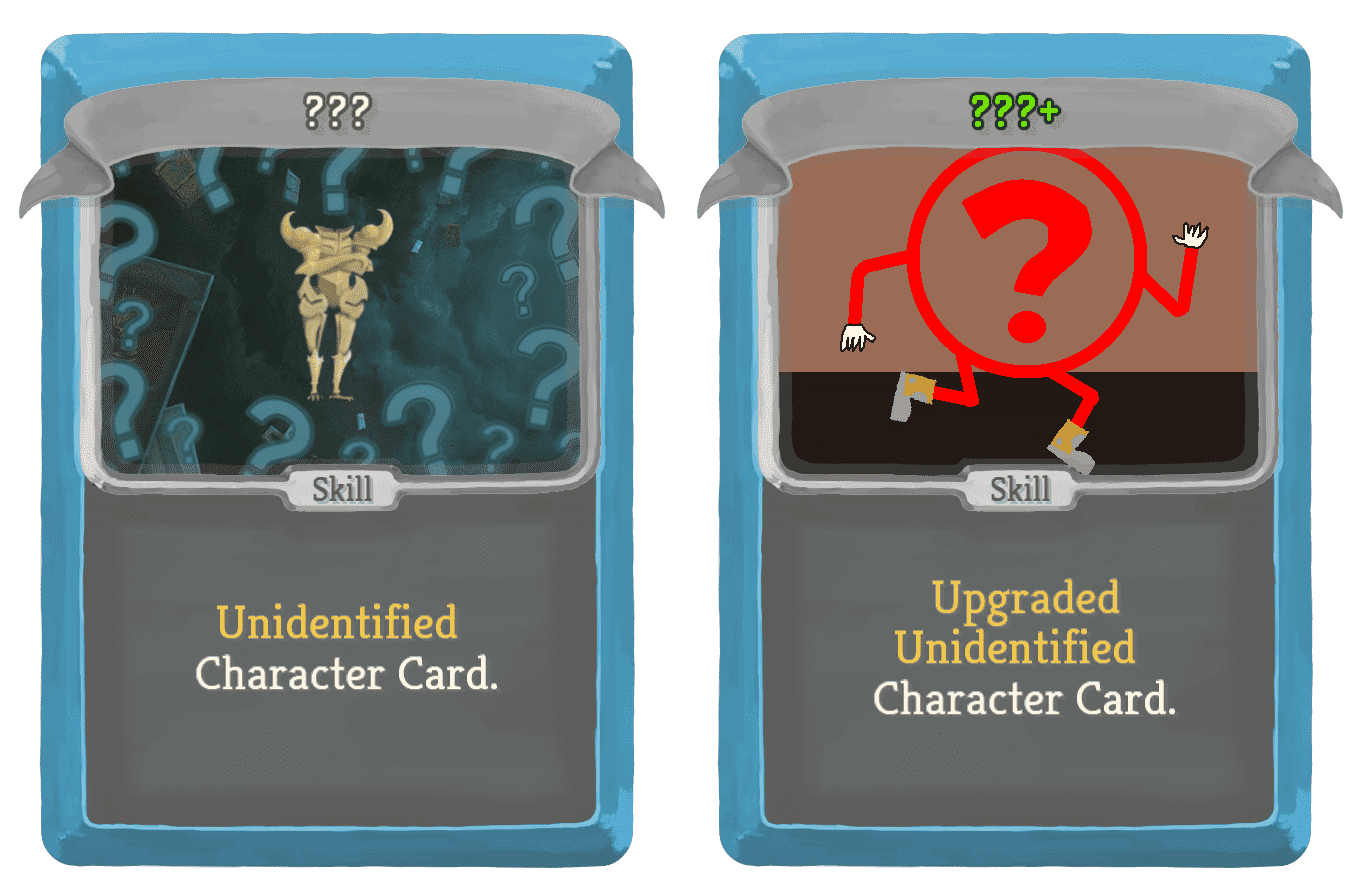 ???
Skill
Unidentified
Character Card.
???+
?
Skill
Upgraded
Unidentified
Character Card.